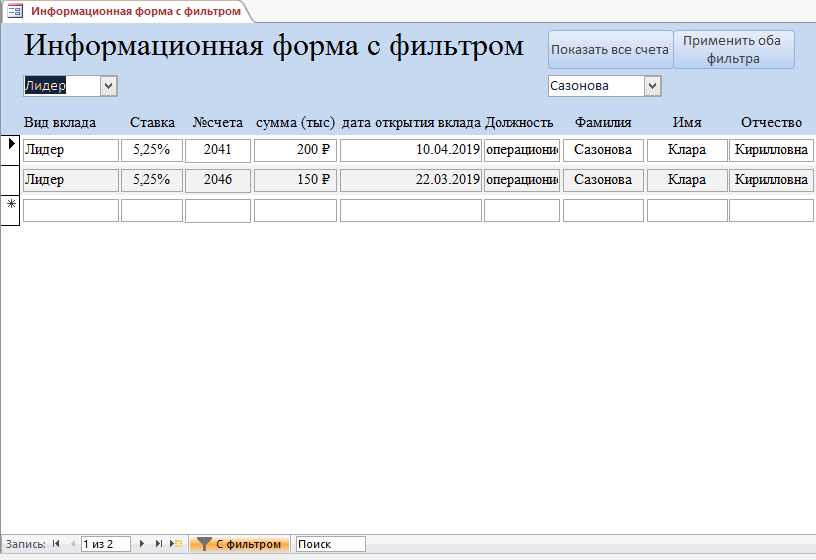 Информационная форма с фильтром
Информационная форма с фильтром
Показать все счета
Применить оба фильтра
Лидер
Сазонова
Вид вклада Ставка №счета сумма (тыс) дата открытия вклада Должность Фамилия Имя Отчество
Лидер 5,25% 2041 200 ₽ 10.04.2019 операционис Сазонова Клара Кирилловна
Лидер 5,25% 2046 150 ₽ 22.03.2019 операционис Сазонова Клара Кирилловна
Запись: 1 из 2 С фильтром Поиск